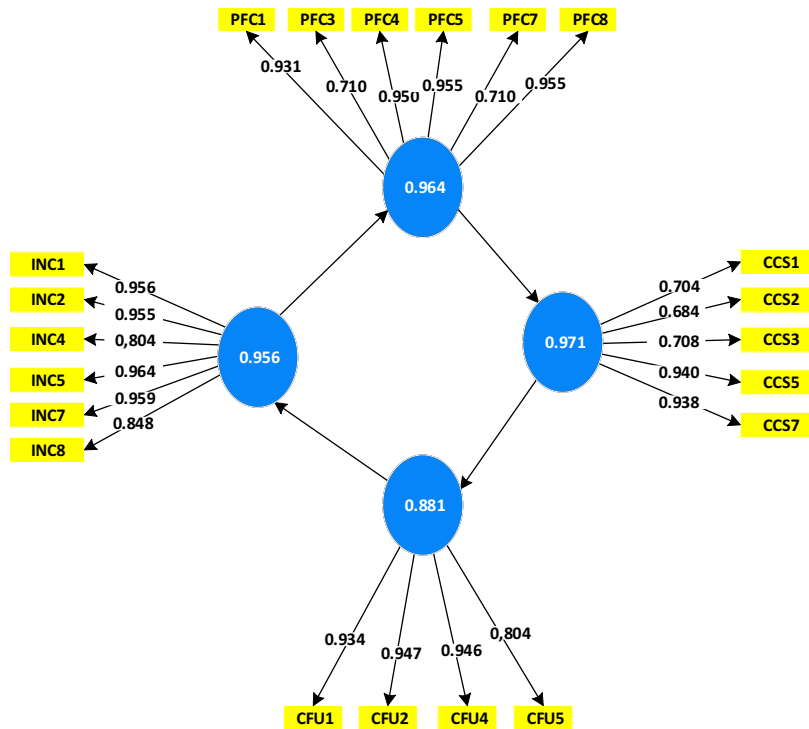 PFC1 PFC3 PFC4 PFC5 PFC7 PFC8
0.931 0.710 0.950 0.955 0.710 0.955
0.964
INC1
INC2
INC4
INC5
INC7
INC8
0.956
0.955
0,804
0.964
0.959
0.848
0.956
0.971
0.704
0.684
0.708
0.940
0.938
CCS1
CCS2
CCS3
CCS5
CCS7
0.881
0.934 0.947 0.946 0,804
CFU1 CFU2 CFU4 CFU5